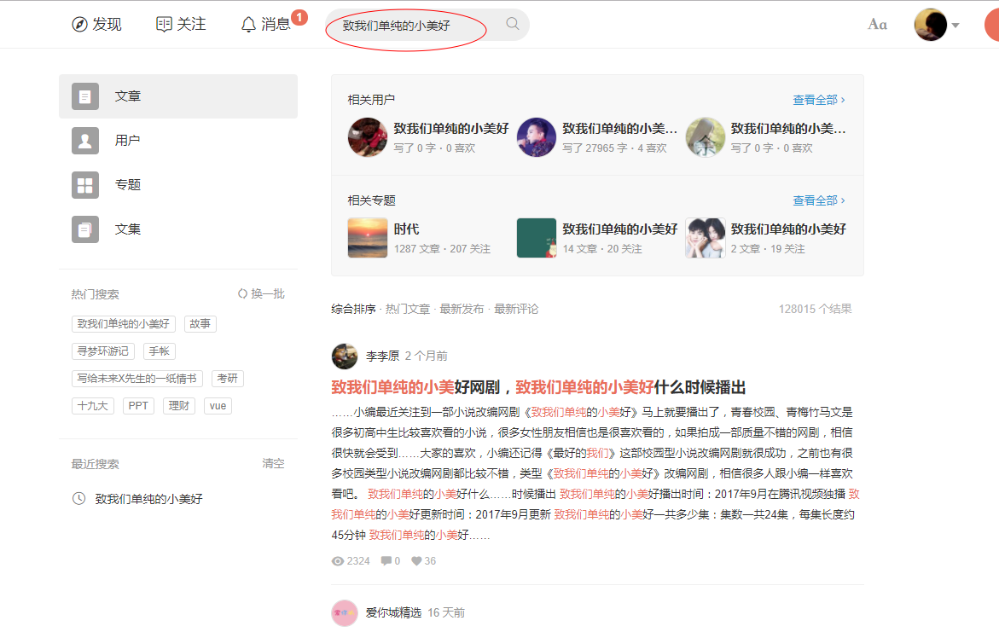 发现 关注 消息 1 致我们单纯的小美好 Aa
文章
用户
专题
文集
热门搜索 换一批
致我们单纯的小美好 故事
寻梦环游记 手帐
写给未来X先生的一纸情书 考研
十九大 PPT 理财 vue
最近搜索 清空
致我们单纯的小美好
相关用户 查看全部 ›
致我们单纯的小美好 致我们单纯的小美… 致我们单纯的小美…
写了 0 字 · 0 喜欢 写了 27965 字 · 4 喜欢 写了 0 字 · 0 喜欢
相关专题 查看全部 ›
时代 致我们单纯的小美好 致我们单纯的小美好
1287 文章 · 207 关注 14 文章 · 20 关注 2 文章 · 19 关注
综合排序 · 热门文章 · 最新发布 · 最新评论 128015 个结果
李李原 2 个月前
致我们单纯的小美好网剧，致我们单纯的小美好什么时候播出
……小编最近关注到一部小说改编网剧《致我们单纯的小美好》马上就要播出了，青春校园、青梅竹马文是
很多初高中生比较喜欢看的小说，很多女性朋友相信也是很喜欢看的，如果拍成一部质量不错的网剧，相信
很快就会受到……大家的喜欢，小编还记得《最好的我们》这部校园型小说改编网剧就很成功，之前也有很
多校园类型小说改编网剧都比较不错，类型《致我们单纯的小美好》改编网剧，相信很多人跟小编一样喜欢
看吧。 致我们单纯的小美好什么……时候播出 致我们单纯的小美好播出时间：2017年9月在腾讯视频独播 致
我们单纯的小美好更新时间：2017年9月更新 致我们单纯的小美好一共多少集：集数一共24集，每集长度约
45分钟 致我们单纯的小美好……
2324 0 36
爱你城精选 16 天前